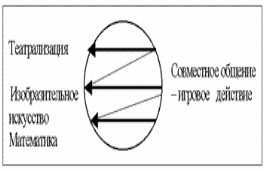 Театрализация
Изобразительное
искусство
Математика
Совместное общение
– игровое действие